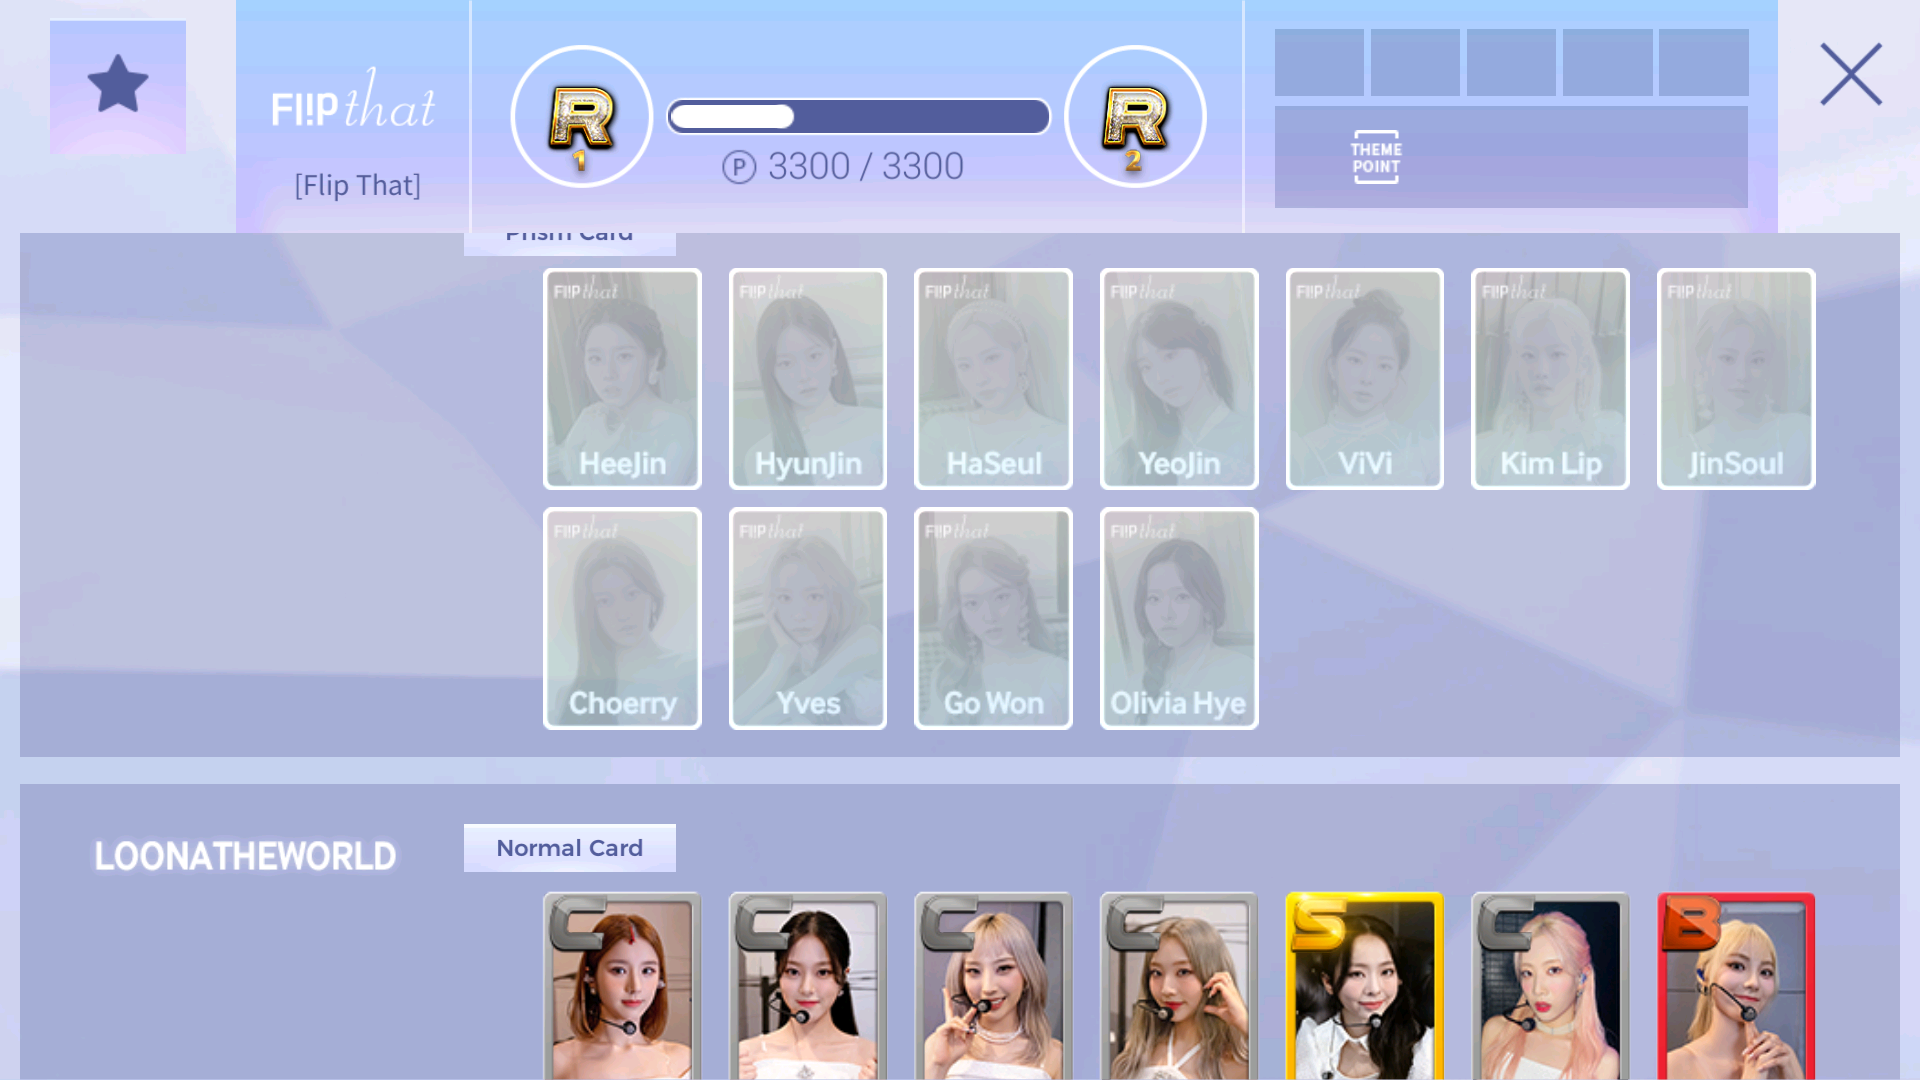 FLIP that
[Flip That]
R 1
R 2
P 3300 / 3300
THEME
POINT
Prism Card
FLIP that
FLIP that
FLIP that
FLIP that
FLIP that
FLIP that
FLIP that
HeeJin
HyunJin
HaSeul
YeoJin
ViVi
Kim Lip
JinSoul
FLIP that
FLIP that
FLIP that
FLIP that
Choerry
Yves
Go Won
Olivia Hye
LOONATHEWORLD
Normal Card
C
C
C
C
S
C
B